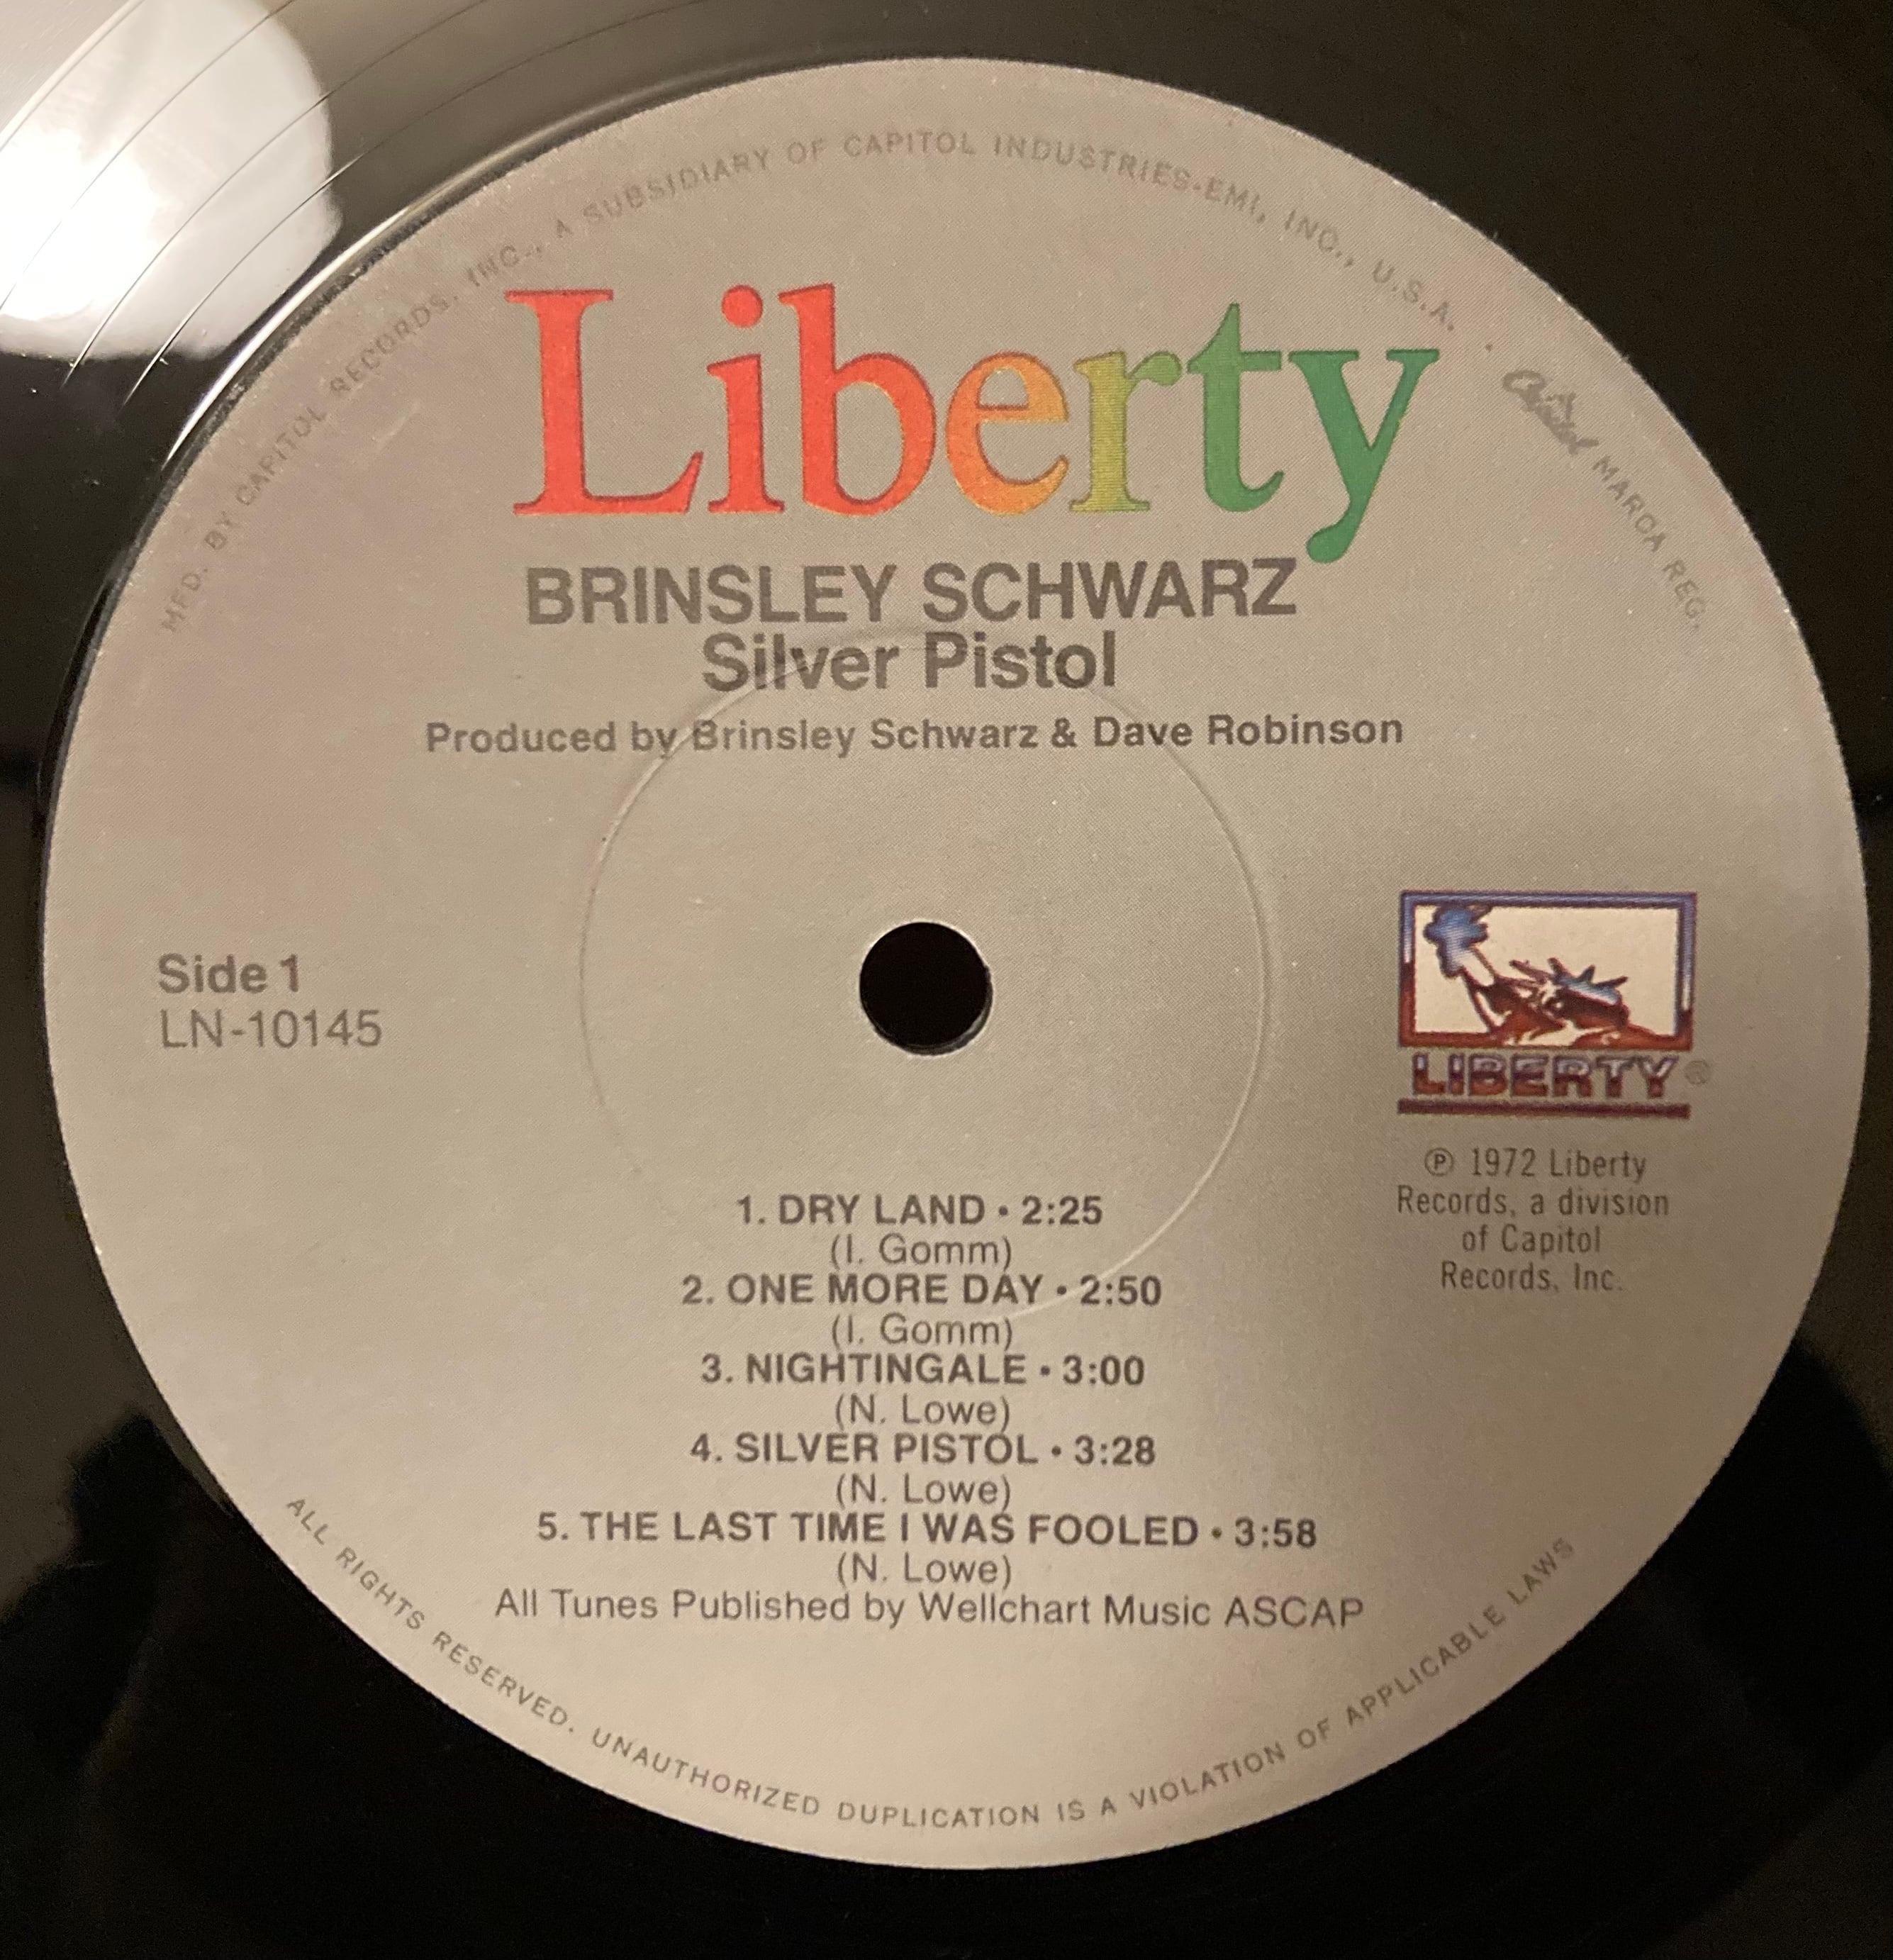 MFD. BY CAPITOL RECORDS, INC., A SUBSIDIARY OF CAPITOL INDUSTRIES-EMI, INC., U.S.A. • Capitol MARCA REG.
Liberty
BRINSLEY SCHWARZ
Silver Pistol
Produced by Brinsley Schwarz & Dave Robinson
Side 1
LN-10145
LIBERTY®
℗ 1972 Liberty
Records, a division
of Capitol
Records, Inc.
1. DRY LAND • 2:25
(I. Gomm)
2. ONE MORE DAY • 2:50
(I. Gomm)
3. NIGHTINGALE • 3:00
(N. Lowe)
4. SILVER PISTOL • 3:28
(N. Lowe)
5. THE LAST TIME I WAS FOOLED • 3:58
(N. Lowe)
All Tunes Published by Wellchart Music ASCAP
ALL RIGHTS RESERVED. UNAUTHORIZED DUPLICATION IS A VIOLATION OF APPLICABLE LAWS